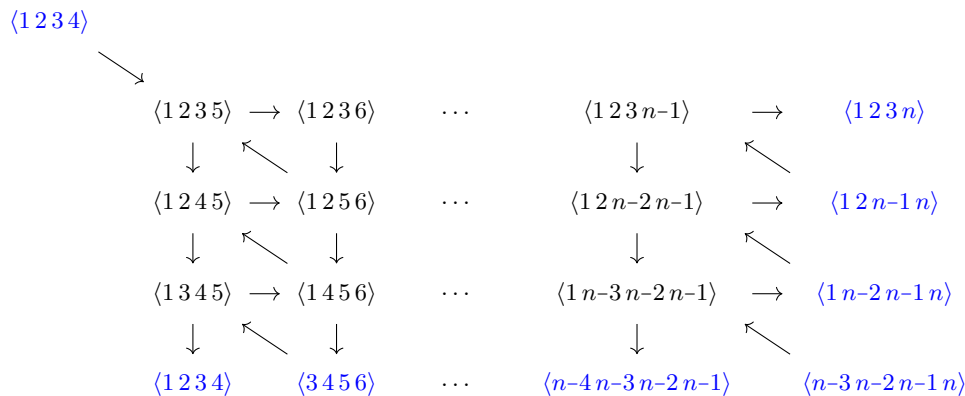 ⟨1 2 3 4⟩
⟨1 2 3 5⟩ → ⟨1 2 3 6⟩ ⋯ ⟨1 2 3 n–1⟩ → ⟨1 2 3 n⟩
⟨1 2 4 5⟩ → ⟨1 2 5 6⟩ ⋯ ⟨1 2 n–2 n–1⟩ → ⟨1 2 n–1 n⟩
⟨1 3 4 5⟩ → ⟨1 4 5 6⟩ ⋯ ⟨1 n–3 n–2 n–1⟩ → ⟨1 n–2 n–1 n⟩
⟨1 2 3 4⟩ ⟨3 4 5 6⟩ ⋯ ⟨n–4 n–3 n–2 n–1⟩ ⟨n–3 n–2 n–1 n⟩